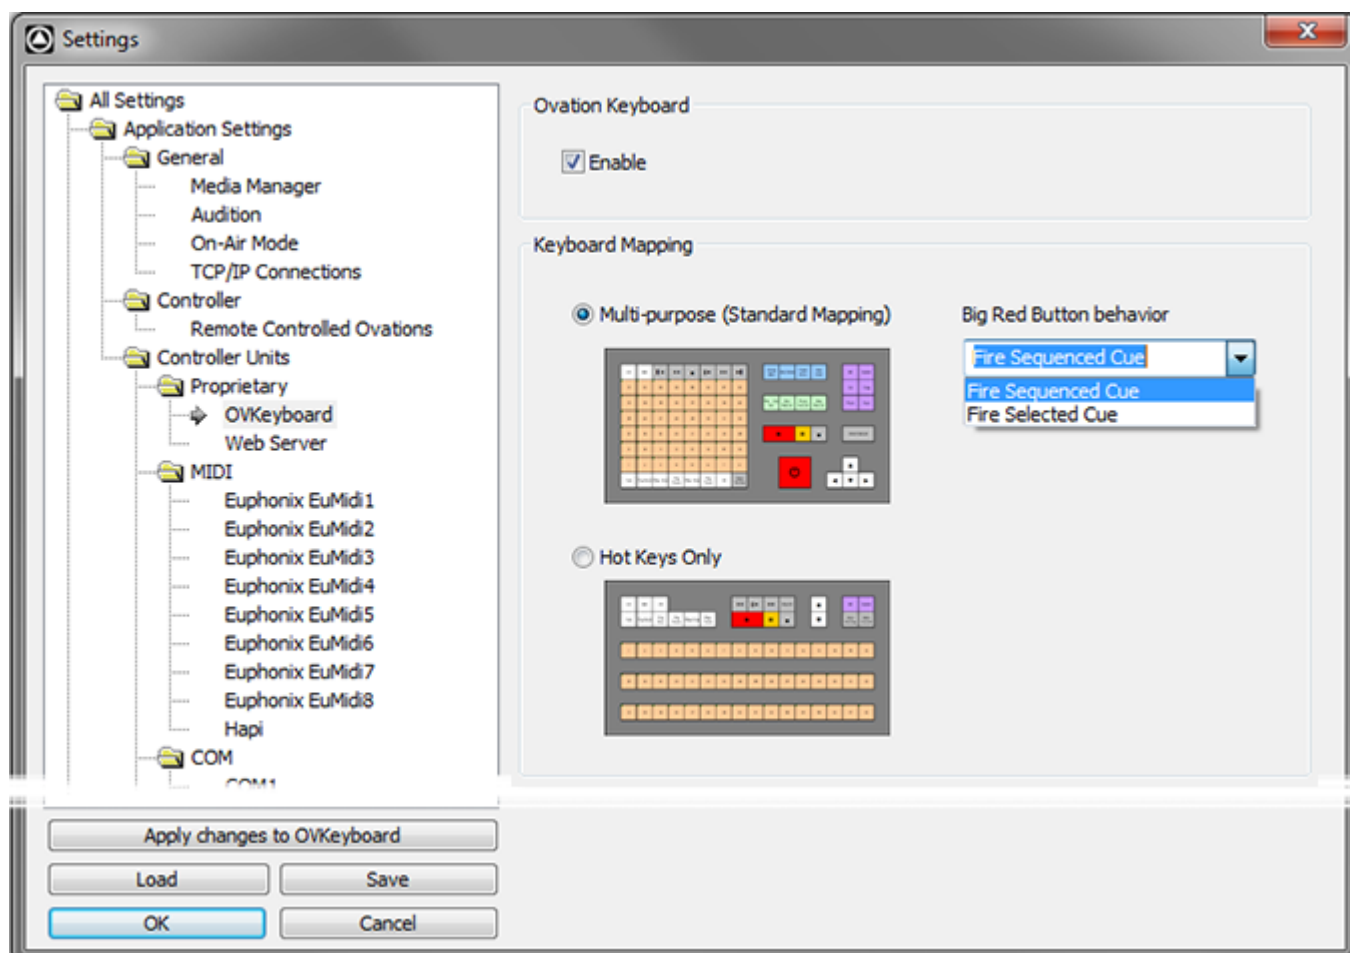 Settings
All Settings
Application Settings
General
Media Manager
Audition
On-Air Mode
TCP/IP Connections
Controller
Remote Controlled Ovations
Controller Units
Proprietary
OVKeyboard
Web Server
MIDI
Euphonix EuMidi1
Euphonix EuMidi2
Euphonix EuMidi3
Euphonix EuMidi4
Euphonix EuMidi5
Euphonix EuMidi6
Euphonix EuMidi7
Euphonix EuMidi8
Hapi
COM
COM1
Apply changes to OVKeyboard
Load
Save
OK
Cancel
Ovation Keyboard
Enable
Keyboard Mapping
Multi-purpose (Standard Mapping)
Big Red Button behavior
Fire Sequenced Cue
Fire Sequenced Cue
Fire Selected Cue
Hot Keys Only